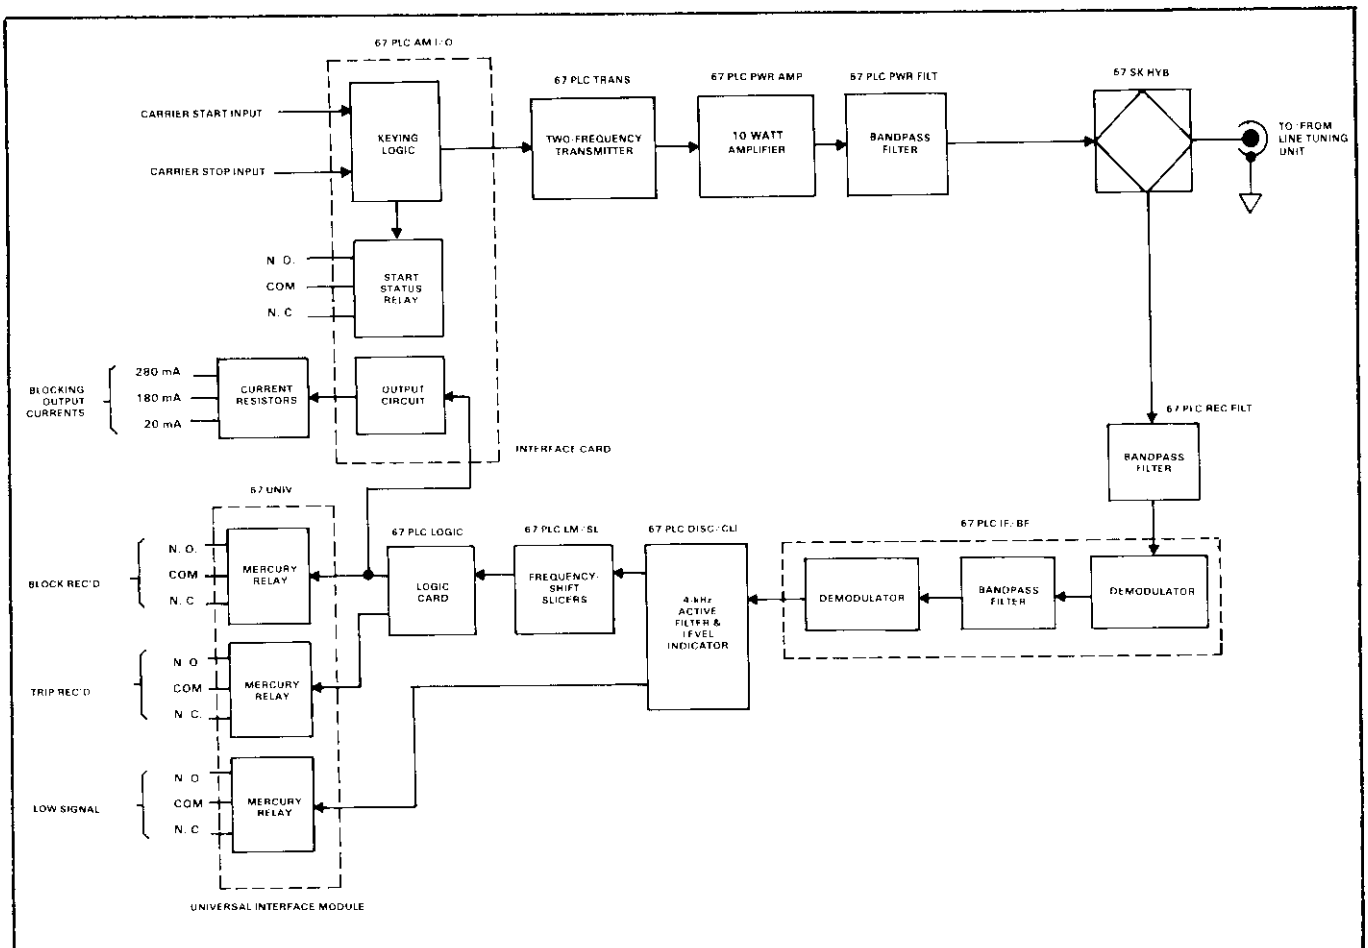 67 PLC AM I/O
CARRIER START INPUT
CARRIER STOP INPUT
KEYING
LOGIC
67 PLC TRANS
TWO-FREQUENCY
TRANSMITTER
67 PLC PWR AMP
10 WATT
AMPLIFIER
67 PLC PWR FILT
BANDPASS
FILTER
67 SK HYB
TO/FROM
LINE TUNING
UNIT
N.O.
COM
N.C
START
STATUS
RELAY
BLOCKING
OUTPUT
CURRENTS
280 mA
180 mA
20 mA
CURRENT
RESISTORS
OUTPUT
CIRCUIT
INTERFACE CARD
67 PLC REC FILT
BANDPASS
FILTER
67 UNIV
67 PLC LOGIC
67 PLC LM/SL
67 PLC DISC/CLI
67 PLC IF/BF
BLOCK REC'D
N.O.
COM
N.C
MERCURY
RELAY
LOGIC
CARD
FREQUENCY-
SHIFT
SLICERS
4-kHz
ACTIVE
FILTER &
LEVEL
INDICATOR
DEMODULATOR
BANDPASS
FILTER
DEMODULATOR
TRIP REC'D
N O
COM
N C.
MERCURY
RELAY
LOW SIGNAL
N O
COM
N.C
MERCURY
RELAY
UNIVERSAL INTERFACE MODULE